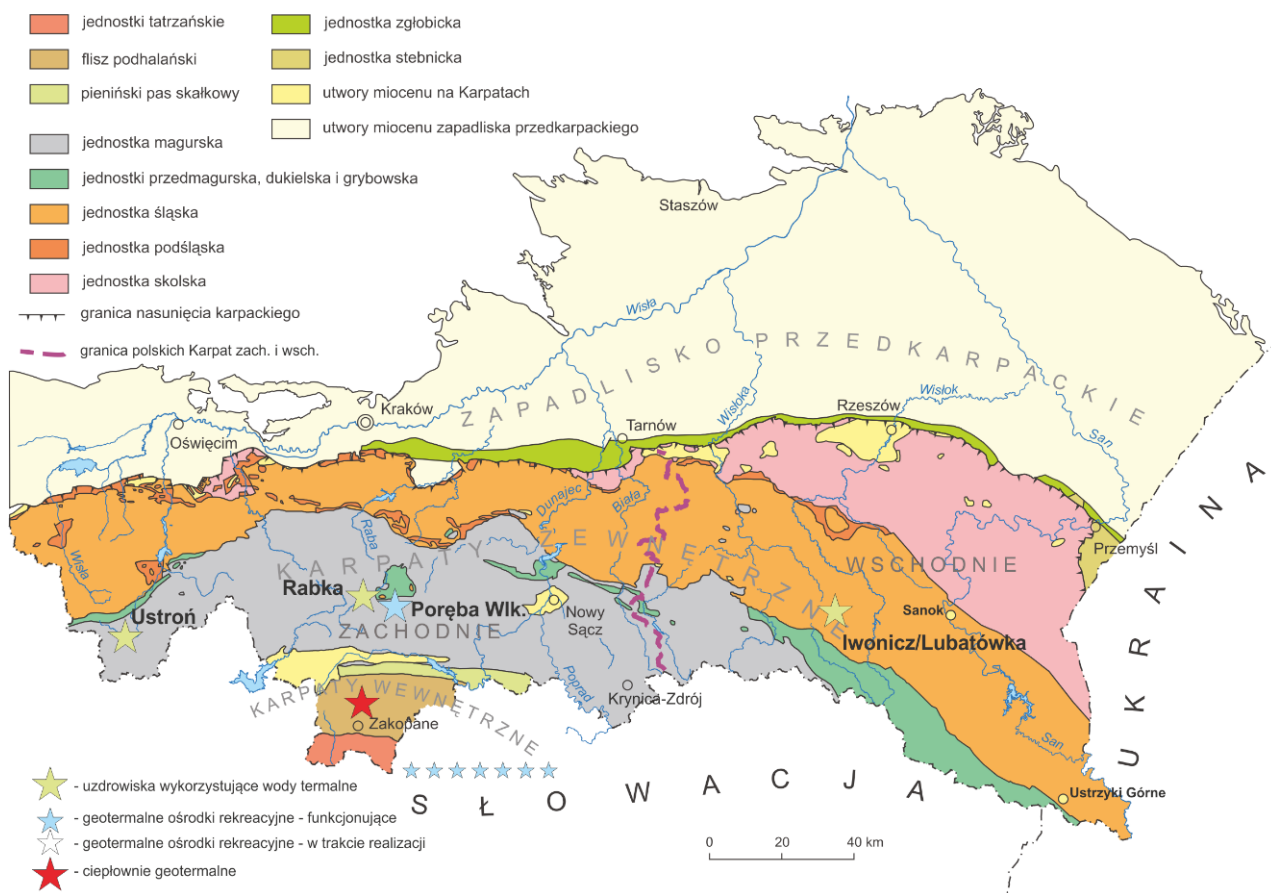 jednostki tatrzańskie
flisz podhalański
pieniński pas skałkowy
jednostka magurska
jednostki przedmagurska, dukielska i grybowska
jednostka śląska
jednostka podśląska
jednostka skolska
granica nasunięcia karpackiego
granica polskich Karpat zach. i wsch.
jednostka zgłobicka
jednostka stebnicka
utwory miocenu na Karpatach
utwory miocenu zapadliska przedkarpackiego
Staszów
Wisła
ZAPADLISKO PRZEDKARPACKIE
Wisłoka
Wisłok
San
Kraków
Oświęcim
Tarnów
Rzeszów
Przemyśl
Dunajec
Biała
Raba
Wisła
KARPATY ZEWNĘTRZNE
WSCHODNIE
ZACHODNIE
Rabka
Poręba Wlk.
Ustroń
Nowy
Sącz
Sanok
Iwonicz/Lubatówka
Poprad
Krynica-Zdrój
KARPATY WEWNĘTRZNE
Zakopane
San
Ustrzyki Górne
SŁOWACJA
UKRAINA
- uzdrowiska wykorzystujące wody termalne
- geotermalne ośrodki rekreacyjne - funkcjonujące
- geotermalne ośrodki rekreacyjne - w trakcie realizacji
- ciepłownie geotermalne
0 20 40 km